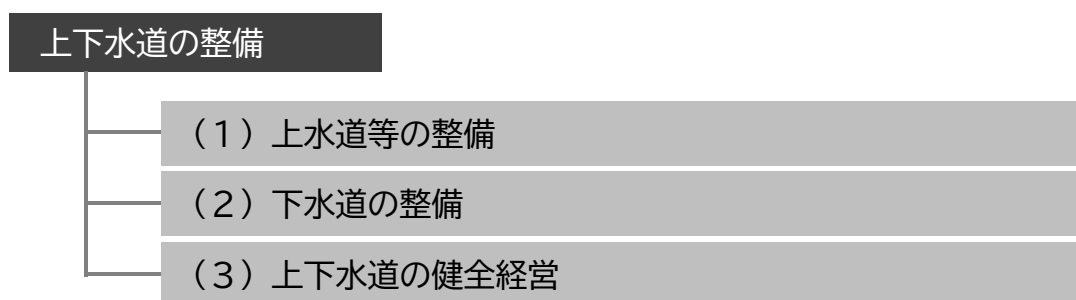 上下水道の整備
（１）上水道等の整備
（２）下水道の整備
（３）上下水道の健全経営